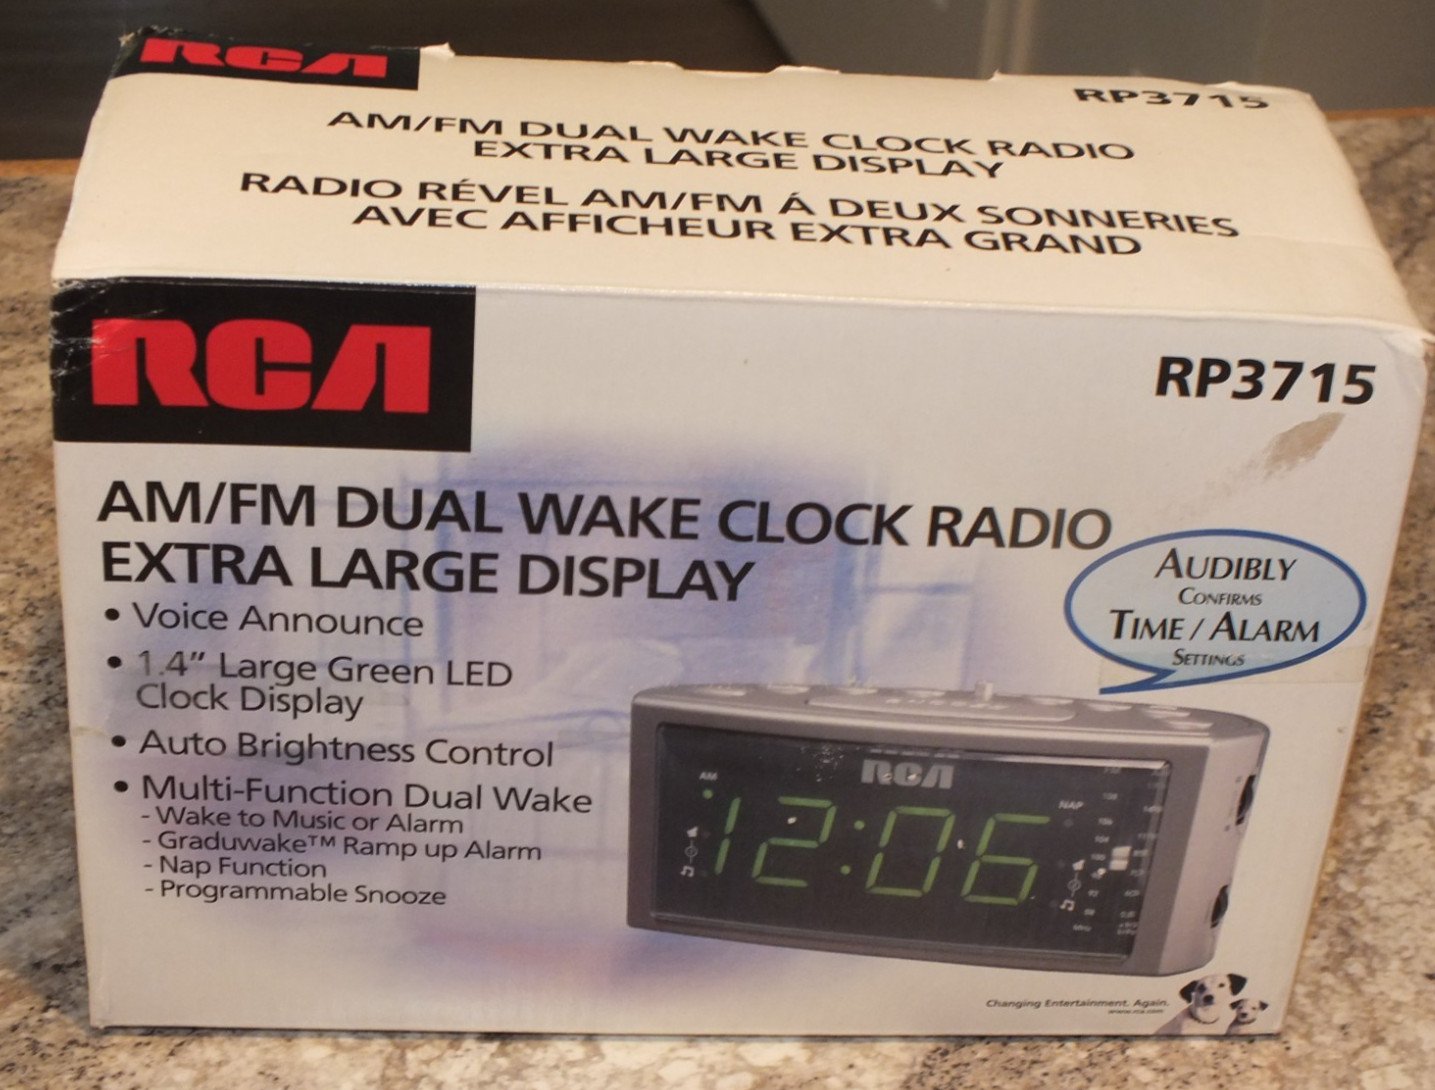 RCA
RP3715
AM/FM DUAL WAKE CLOCK RADIO
EXTRA LARGE DISPLAY
RADIO RÉVEL AM/FM Á DEUX SONNERIES
AVEC AFFICHEUR EXTRA GRAND
RCA
RP3715
AM/FM DUAL WAKE CLOCK RADIO
EXTRA LARGE DISPLAY
• Voice Announce
• 1.4” Large Green LED
Clock Display
• Auto Brightness Control
• Multi-Function Dual Wake
- Wake to Music or Alarm
- Graduwake™ Ramp up Alarm
- Nap Function
- Programmable Snooze
AUDIBLY
CONFIRMS
TIME / ALARM
SETTINGS
RCA
AM
NAP
12:06
Changing Entertainment. Again.
www.rca.com